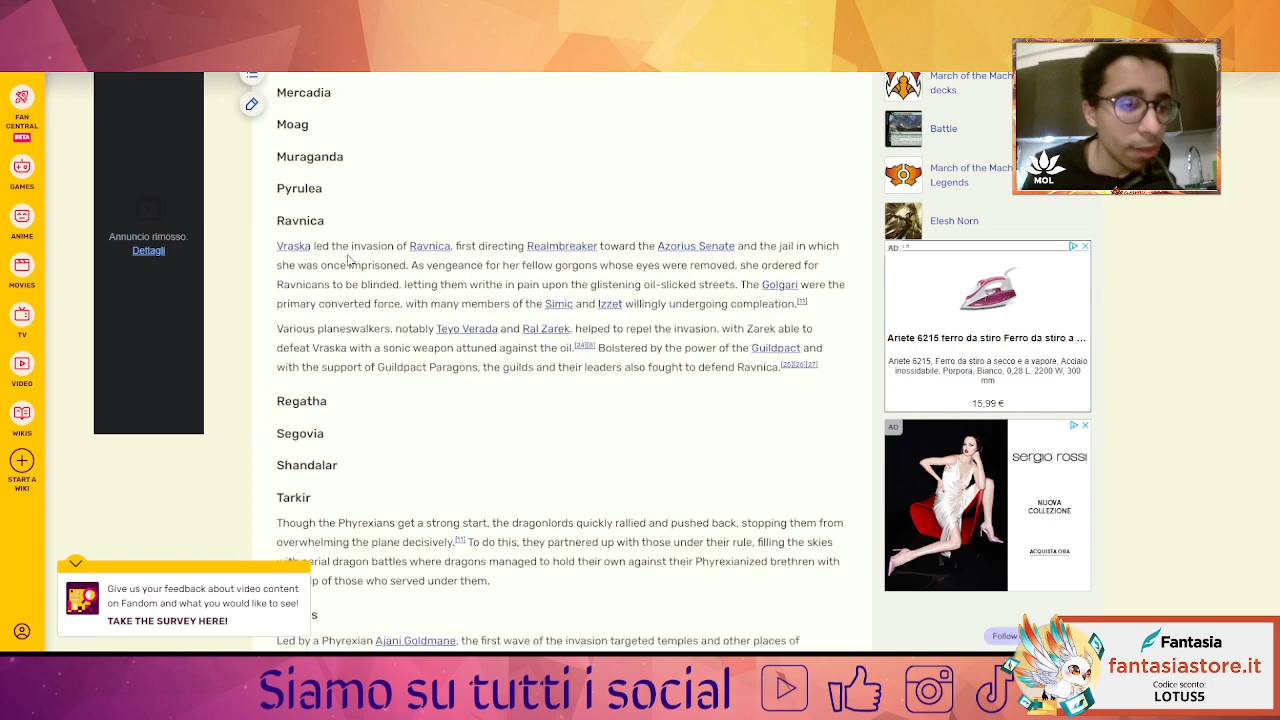 FAN
CENTRAL
BETA
GAMES
ANIME
MOVIES
TV
VIDEO
WIKIS
START A
WIKI
Annuncio rimosso.
Dettagli
Mercadia
Moag
Muraganda
Pyrulea
Ravnica
Vraska led the invasion of Ravnica, first directing Realmbreaker toward the Azorius Senate and the jail in which
she was once imprisoned. As vengeance for her fellow gorgons whose eyes were removed, she ordered for
Ravnicans to be blinded, letting them writhe in pain upon the glistening oil-slicked streets. The Golgari were the
primary converted force, with many members of the Simic and Izzet willingly undergoing compleation.[11]
Various planeswalkers, notably Teyo Verada and Ral Zarek, helped to repel the invasion, with Zarek able to
defeat Vraska with a sonic weapon attuned against the oil.[24][8] Bolstered by the power of the Guildpact and
with the support of Guildpact Paragons, the guilds and their leaders also fought to defend Ravnica.[25][26][27]
Regatha
Segovia
Shandalar
Tarkir
Though the Phyrexians get a strong start, the dragonlords quickly rallied and pushed back, stopping them from
overwhelming the plane decisively.[11] To do this, they partnered up with those under their rule, filling the skies
with aerial dragon battles where dragons managed to hold their own against their Phyrexianized brethren with
p of those who served under them.
s
Led by a Phyrexian Ajani Goldmane, the first wave of the invasion targeted temples and other places of
Give us your feedback about video content
on Fandom and what you would like to see!
TAKE THE SURVEY HERE!
March of the Mach
decks
Battle
March of the Mach
Legends
Elesh Norn
AD
Ariete 6215 ferro da stiro Ferro da stiro a ...
Ariete 6215, Ferro da stiro a secco e a vapore, Acciaio
inossidabile, Porpora, Bianco, 0,28 L, 2200 W, 300
mm
15,99 €
AD
sergio rossi
NUOVA
COLLEZIONE
ACQUISTA ORA
Follow
MOL
Siamo su tutti i social
Fantasia
fantasiastore.it
Codice sconto:
LOTUS5